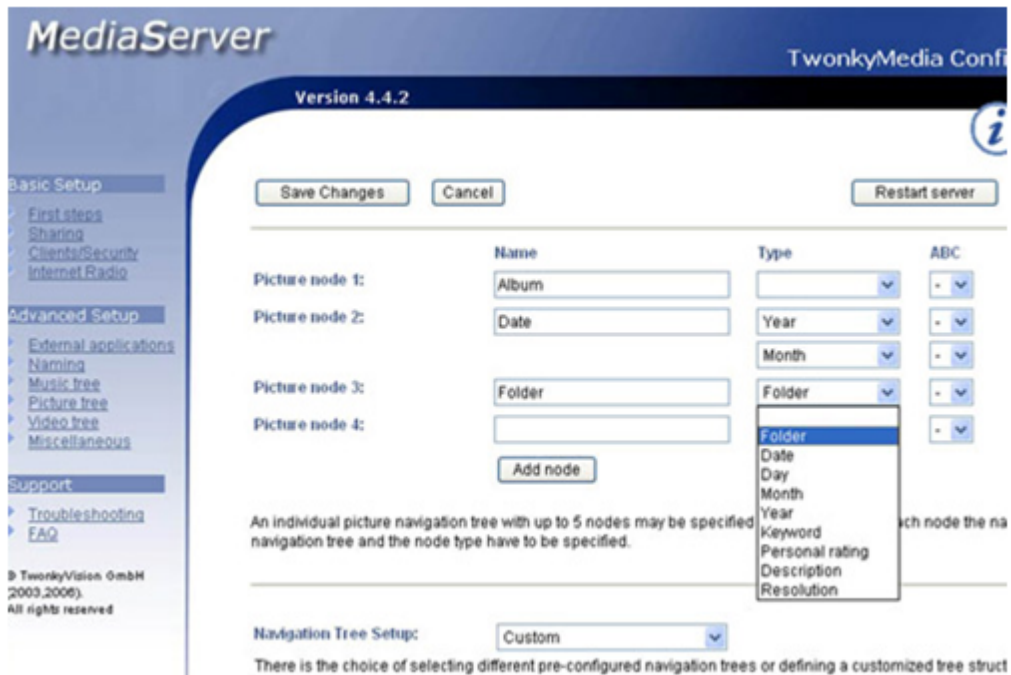 MediaServer
TwonkyMedia Confi
Version 4.4.2
i
Basic Setup
First steps
Sharing
Clients/Security
Internet Radio
Advanced Setup
External applications
Naming
Music tree
Picture tree
Video tree
Miscellaneous
Support
Troubleshooting
FAQ
© TwonkyVision GmbH
(2003,2006).
All rights reserved
Save Changes Cancel Restart server
Name Type ABC
Picture node 1: Album -
Picture node 2: Date Year -
Month -
Picture node 3: Folder Folder -
Picture node 4: -
Folder
Date
Day
Month
Year
Keyword
Personal rating
Description
Resolution
Add node
An individual picture navigation tree with up to 5 nodes may be specified ach node the na
navigation tree and the node type have to be specified.
Navigation Tree Setup: Custom
There is the choice of selecting different pre-configured navigation trees or defining a customized tree struct